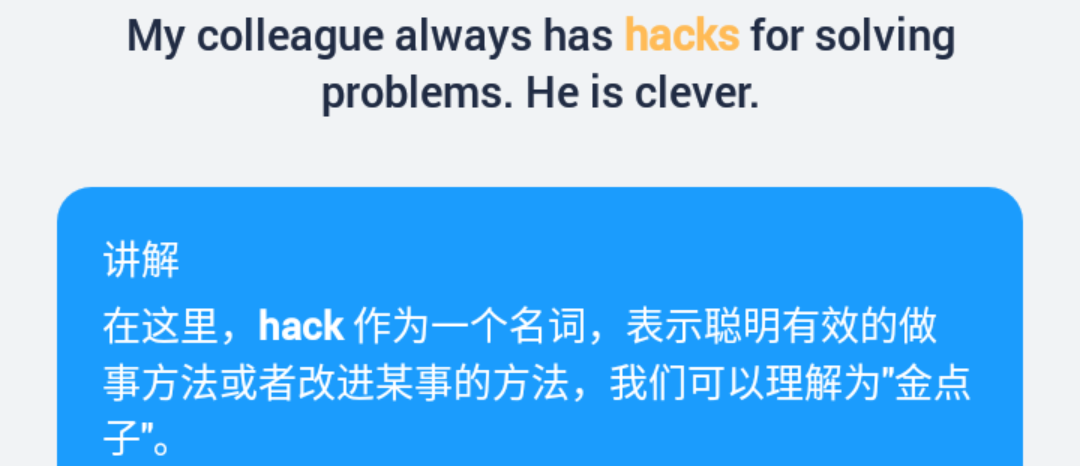 My colleague always has hacks for solving
problems. He is clever.
讲解
在这里，hack 作为一个名词，表示聪明有效的做
事方法或者改进某事的方法，我们可以理解为"金点
子"。